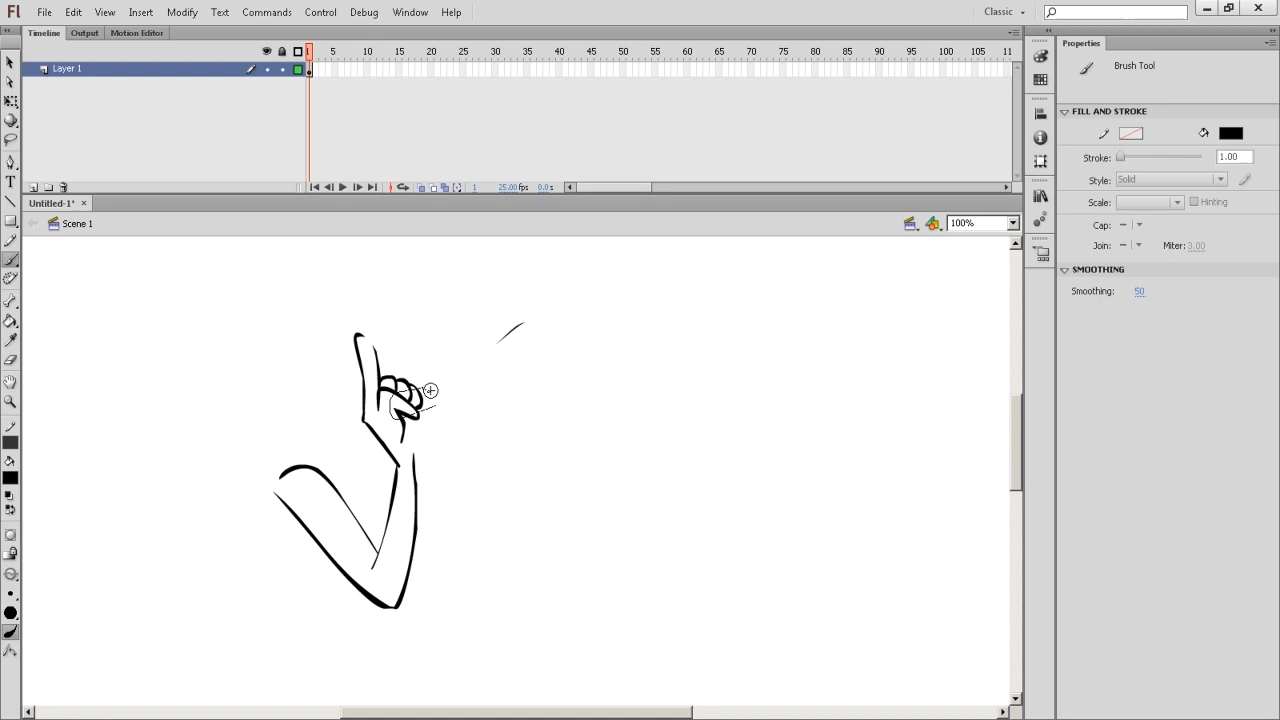 Fl File Edit View Insert Modify Text Commands Control Debug Window Help Classic
Timeline Output Motion Editor
5 10 15 20 25 30 35 40 45 50 55 60 65 70 75 80 85 90 95 100 105 11
Layer 1
1 25.00 fps 0.0 s
Untitled-1* ×
Scene 1 100%
Properties
Brush Tool
FILL AND STROKE
Stroke: 1.00
Style: Solid
Scale: Hinting
Cap:
Join: Miter: 3.00
SMOOTHING
Smoothing: 50